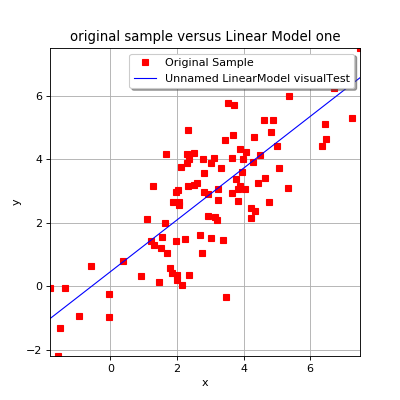 original sample versus Linear Model one
Original Sample
Unnamed LinearModel visualTest
y
6
4
2
0
−2
0
2
4
6
x